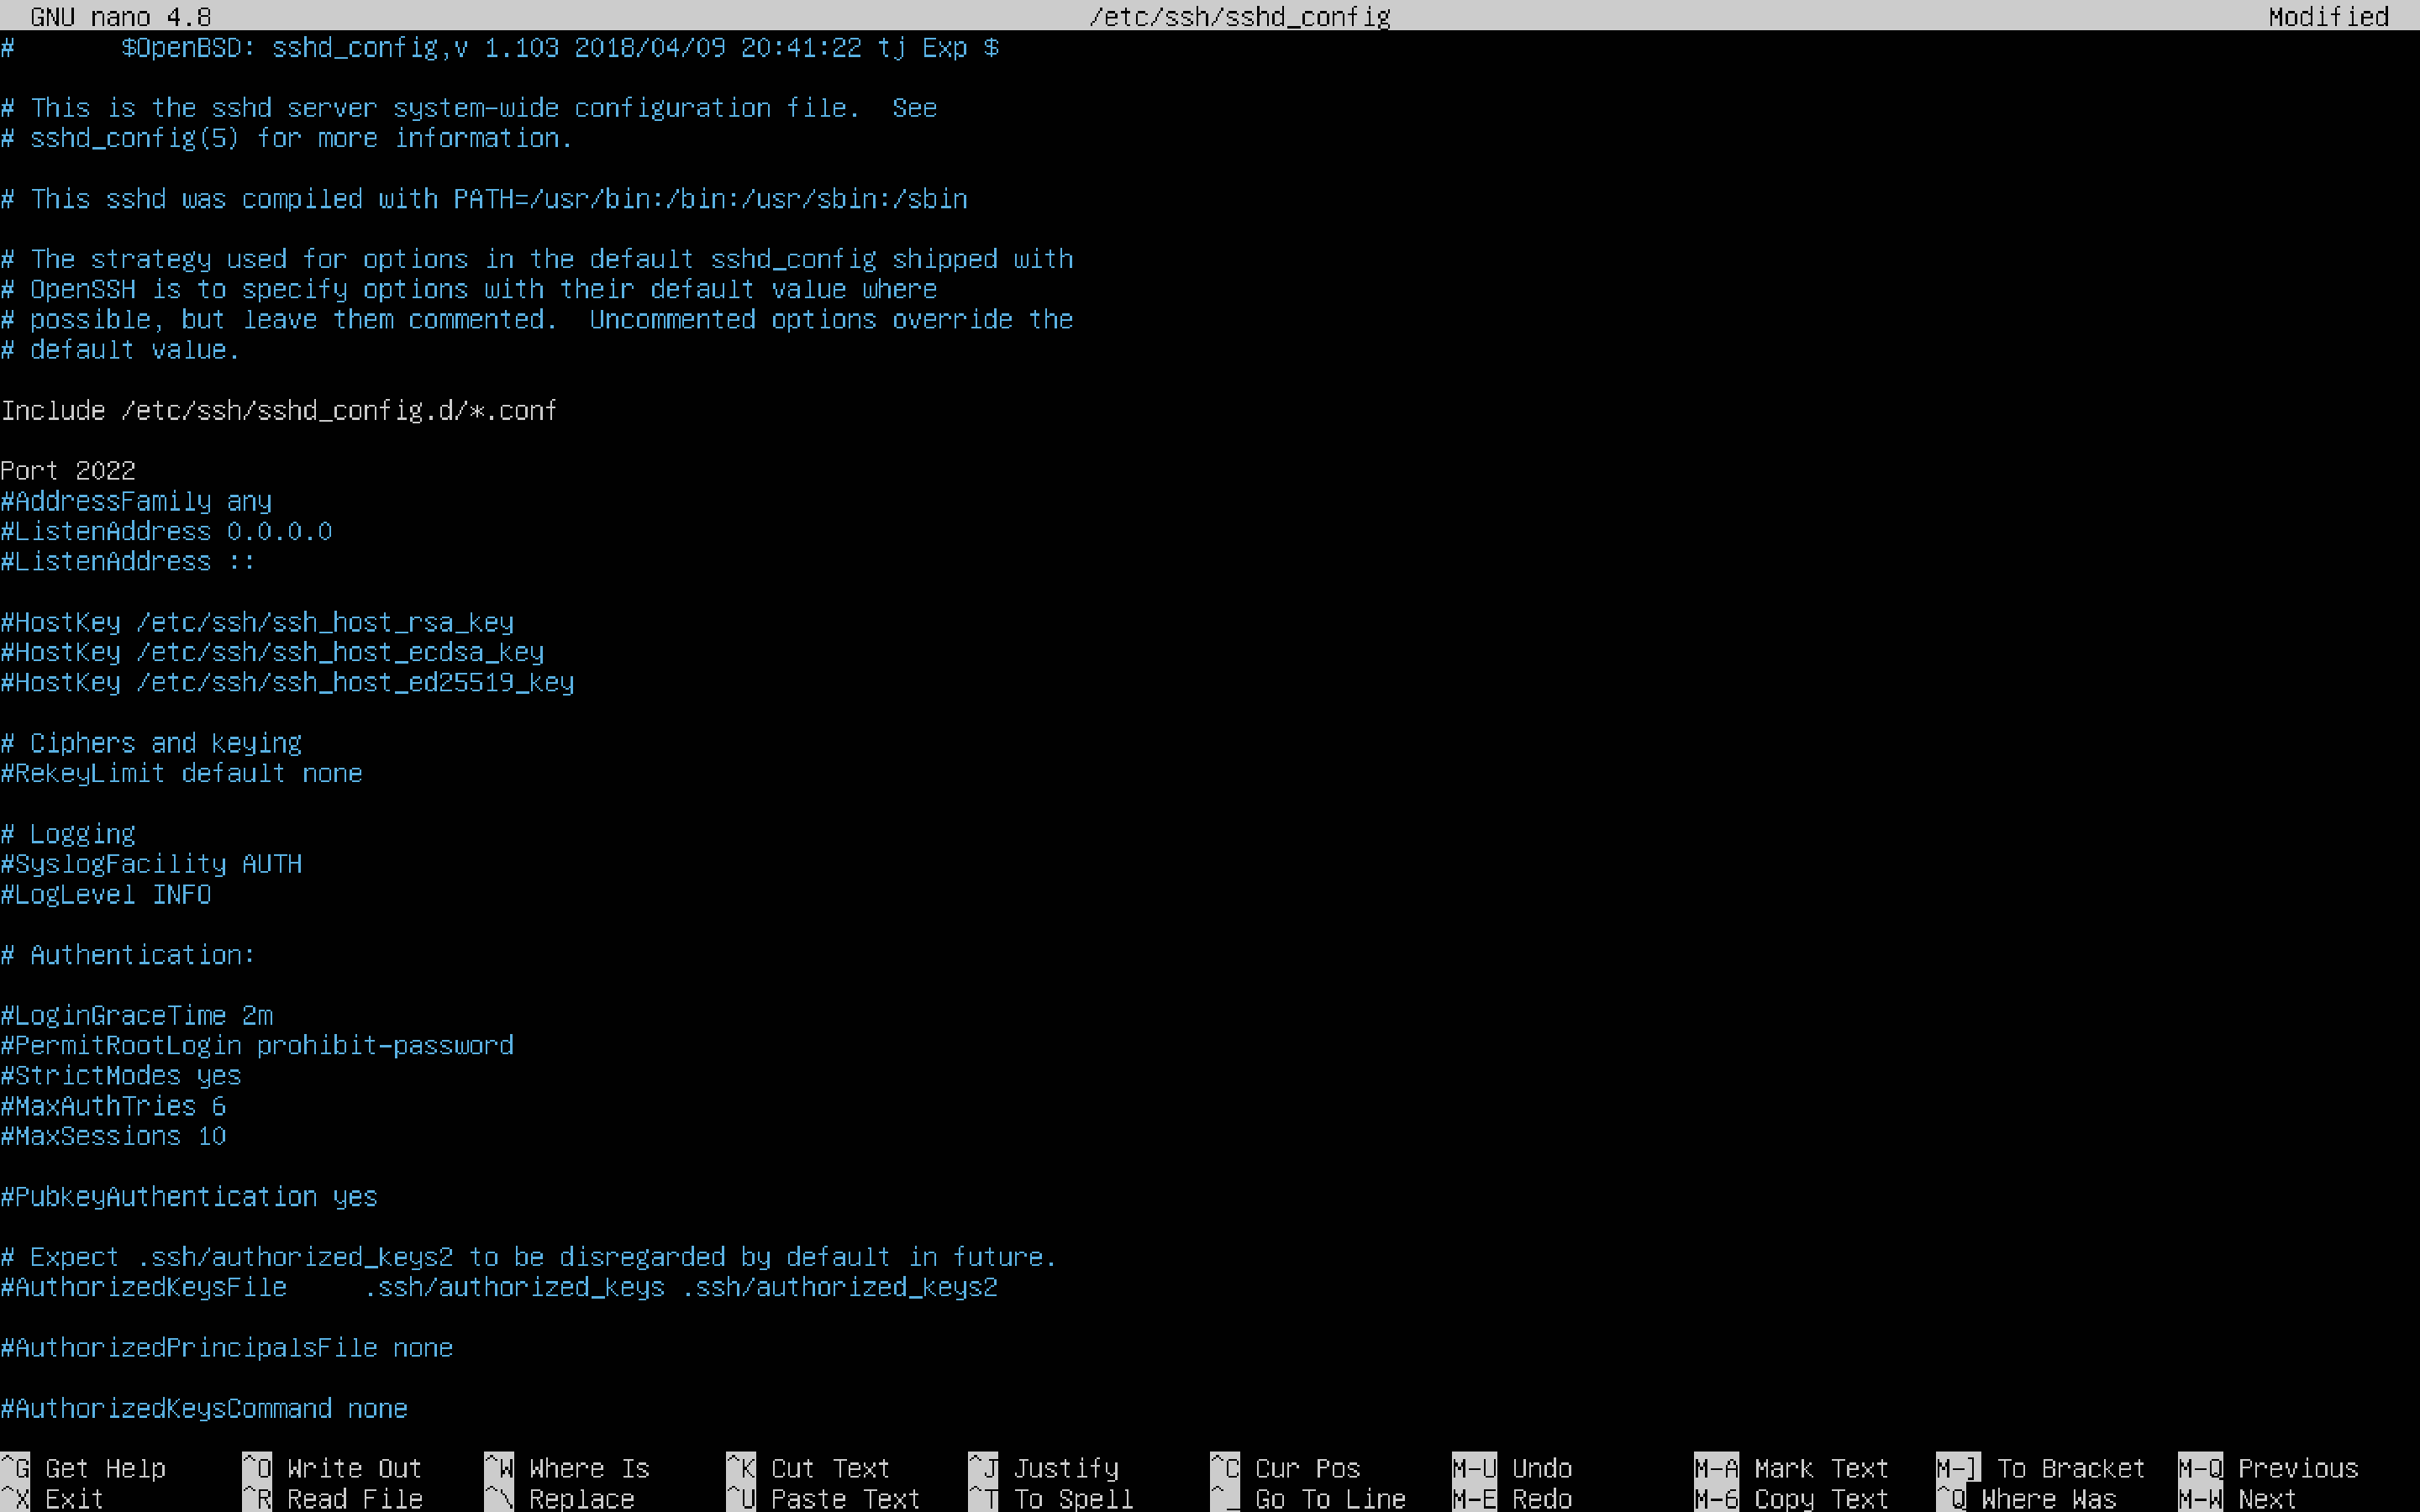 GNU nano 4.8 /etc/ssh/sshd_config Modified
# $OpenBSD: sshd_config,v 1.103 2018/04/09 20:41:22 tj Exp $
# This is the sshd server system-wide configuration file. See
# sshd_config(5) for more information.
# This sshd was compiled with PATH=/usr/bin:/bin:/usr/sbin:/sbin
# The strategy used for options in the default sshd_config shipped with
# OpenSSH is to specify options with their default value where
# possible, but leave them commented. Uncommented options override the
# default value.
Include /etc/ssh/sshd_config.d/*.conf
Port 2022
#AddressFamily any
#ListenAddress 0.0.0.0
#ListenAddress ::
#HostKey /etc/ssh/ssh_host_rsa_key
#HostKey /etc/ssh/ssh_host_ecdsa_key
#HostKey /etc/ssh/ssh_host_ed25519_key
# Ciphers and keying
#RekeyLimit default none
# Logging
#SyslogFacility AUTH
#LogLevel INFO
# Authentication:
#LoginGraceTime 2m
#PermitRootLogin prohibit-password
#StrictModes yes
#MaxAuthTries 6
#MaxSessions 10
#PubkeyAuthentication yes
# Expect .ssh/authorized_keys2 to be disregarded by default in future.
#AuthorizedKeysFile .ssh/authorized_keys .ssh/authorized_keys2
#AuthorizedPrincipalsFile none
#AuthorizedKeysCommand none
^G Get Help ^O Write Out ^W Where Is ^K Cut Text ^J Justify ^C Cur Pos M-U Undo M-A Mark Text M-] To Bracket M-Q Previous
^X Exit ^R Read File ^\ Replace ^U Paste Text ^T To Spell ^_ Go To Line M-E Redo M-6 Copy Text ^Q Where Was M-W Next